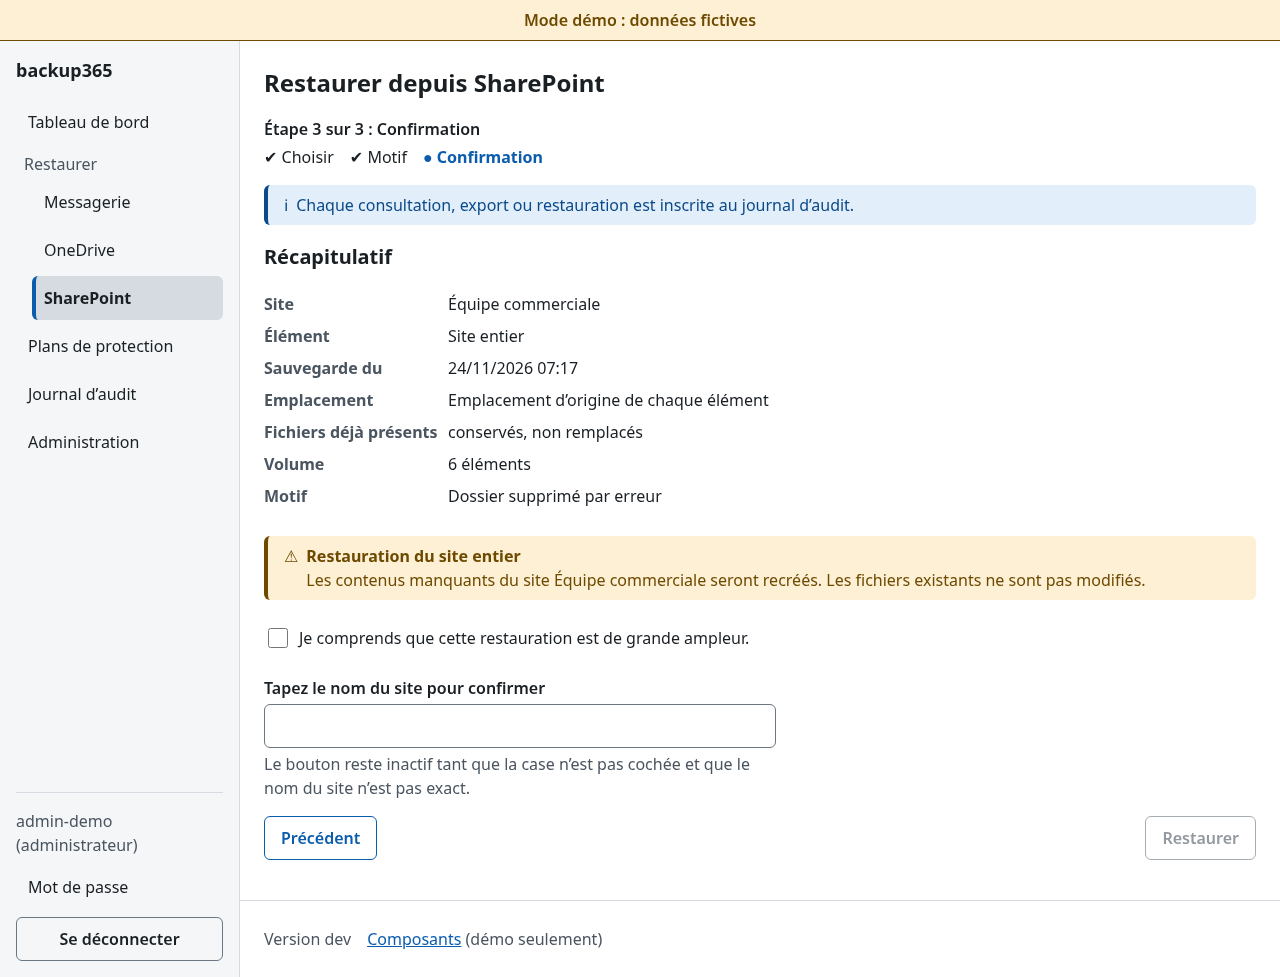 Mode démo : données fictives
backup365
Tableau de bord
Restaurer
Messagerie
OneDrive
SharePoint
Plans de protection
Journal d’audit
Administration
admin-demo
(administrateur)
Mot de passe
Se déconnecter
Restaurer depuis SharePoint
Étape 3 sur 3 : Confirmation
✔ Choisir ✔ Motif ● Confirmation
i Chaque consultation, export ou restauration est inscrite au journal d’audit.
Récapitulatif
Site Équipe commerciale
Élément Site entier
Sauvegarde du 24/11/2026 07:17
Emplacement Emplacement d’origine de chaque élément
Fichiers déjà présents conservés, non remplacés
Volume 6 éléments
Motif Dossier supprimé par erreur
⚠ Restauration du site entier
Les contenus manquants du site Équipe commerciale seront recréés. Les fichiers existants ne sont pas modifiés.
Je comprends que cette restauration est de grande ampleur.
Tapez le nom du site pour confirmer
Le bouton reste inactif tant que la case n’est pas cochée et que le
nom du site n’est pas exact.
Précédent Restaurer
Version dev Composants (démo seulement)